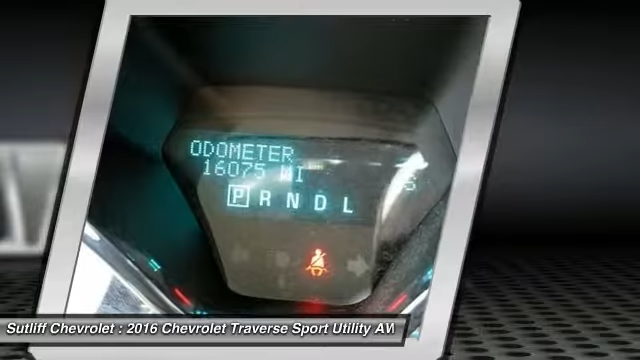 ODOMETER
16075 MI
S
P R N D L
Sutliff Chevrolet : 2016 Chevrolet Traverse Sport Utility AW